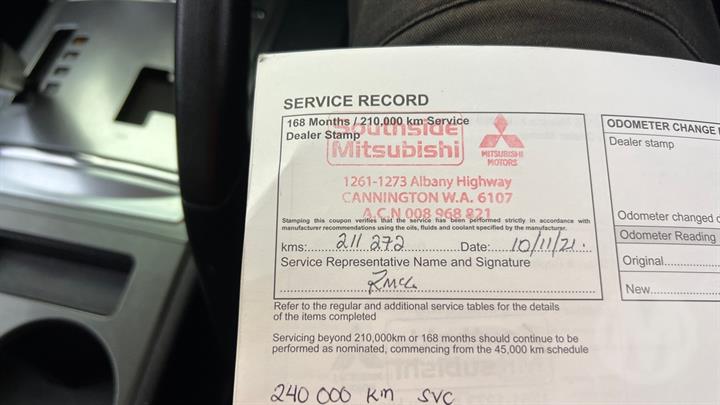 SERVICE RECORD
168 Months / 210,000 km Service
Dealer Stamp
Southside
Mitsubishi
MITSUBISHI
MOTORS
1261-1273 Albany Highway
CANNINGTON W.A. 6107
A.C.N 008 968 821
Stamping this coupon verifies that the service has been performed strictly in accordance with
manufacturer recommendations using the oils, fluids and coolant specified by the manufacturer.
kms: 211 272 Date: 10/11/21.
Service Representative Name and Signature
Refer to the regular and additional service tables for the details
of the items completed
Servicing beyond 210,000km or 168 months should continue to be
performed as nominated, commencing from the 45,000 km schedule
240 000 KM SVC
ODOMETER CHANGE
Dealer stamp
Odometer changed
Odometer Reading
Original
New